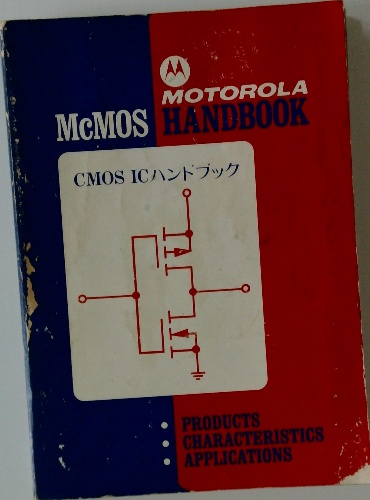 MOTOROLA
McMOS HANDBOOK
CMOS ICハンドブック
• PRODUCTS
• CHARACTERISTICS
• APPLICATIONS